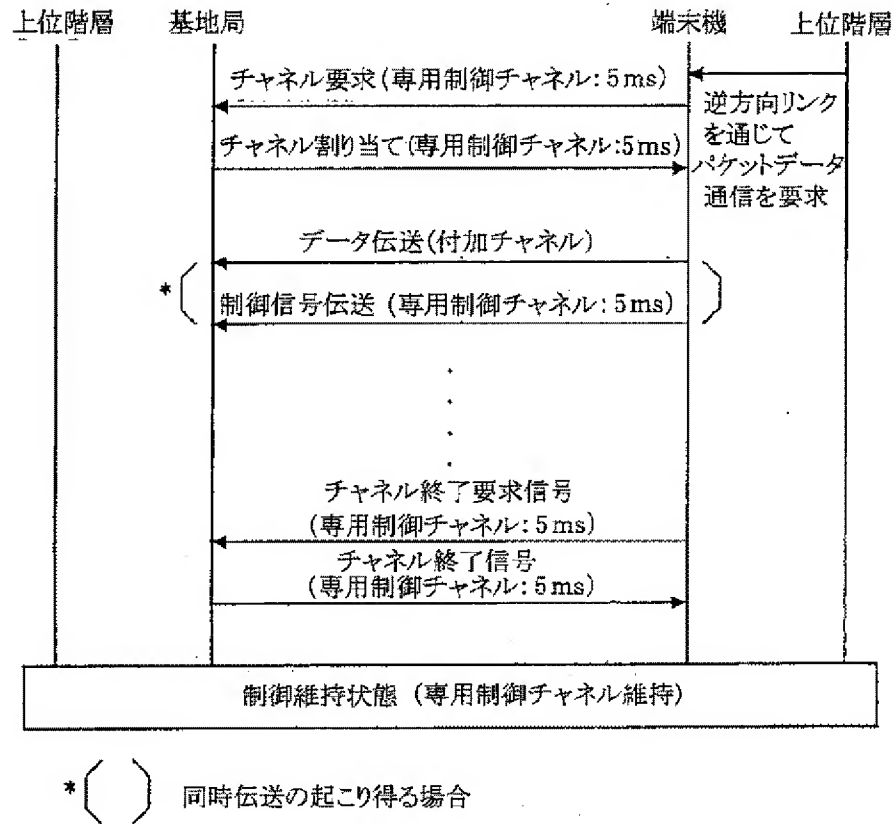 上位階層 基地局 端末機 上位階層
チャネル要求(専用制御チャネル:5ms)
逆方向リンク
を通じて
パケットデータ
通信を要求
チャネル割り当て(専用制御チャネル:5ms)
データ伝送(付加チャネル)
*( )
制御信号伝送 (専用制御チャネル:5ms)
チャネル終了要求信号
(専用制御チャネル:5ms)
チャネル終了信号
(専用制御チャネル:5ms)
制御維持状態 (専用制御チャネル維持)
*( ) 同時伝送の起こり得る場合